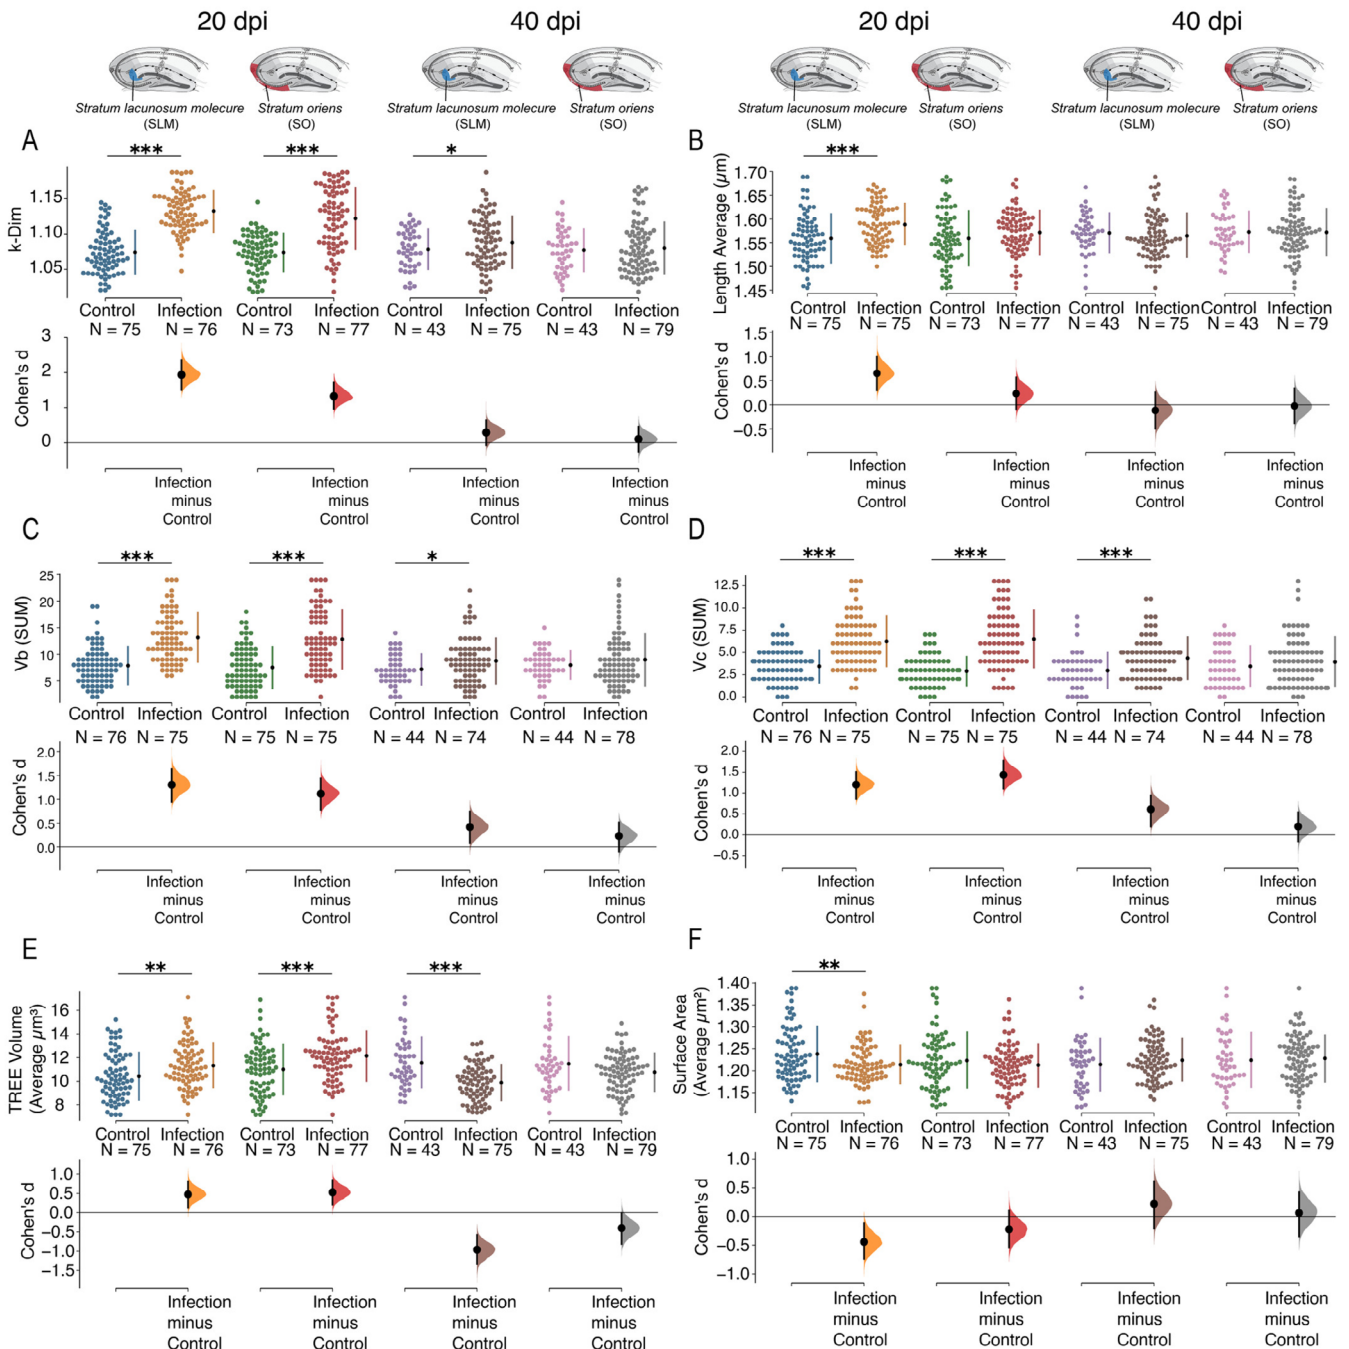 20 dpi 40 dpi 20 dpi 40 dpi
Stratum lacunosum molecure Stratum oriens Stratum lacunosum molecure Stratum oriens Stratum lacunosum molecure Stratum oriens Stratum lacunosum molecure Stratum oriens
(SLM) (SO) (SLM) (SO) (SLM) (SO) (SLM) (SO)
A
*** *** *
k-Dim
1.15
1.10
1.05
Control Infection Control Infection Control Infection Control Infection
N = 75 N = 76 N = 73 N = 77 N = 43 N = 75 N = 43 N = 79
Cohen's d
3
2
1
0
Infection Infection Infection Infection
minus minus minus minus
Control Control Control Control
B
***
Length Average (µm)
1.70
1.65
1.60
1.55
1.50
1.45
Control Infection Control Infection Control Infection Control Infection
N = 75 N = 75 N = 73 N = 77 N = 43 N = 75 N = 43 N = 79
Cohen's d
1.5
1.0
0.5
0.0
−0.5
Infection Infection Infection Infection
minus minus minus minus
Control Control Control Control
C
*** *** *
Vb (SUM)
25
20
15
10
5
Control Infection Control Infection Control Infection Control Infection
N = 76 N = 75 N = 75 N = 75 N = 44 N = 74 N = 44 N = 78
Cohen's d
2.0
1.5
1.0
0.5
0.0
Infection Infection Infection Infection
minus minus minus minus
Control Control Control Control
D
*** *** ***
Vc (SUM)
12.5
10.0
7.5
5.0
2.5
0.0
Control Infection Control Infection Control Infection Control Infection
N = 76 N = 75 N = 75 N = 75 N = 44 N = 74 N = 44 N = 78
Cohen's d
2.0
1.5
1.0
0.5
0.0
−0.5
Infection Infection Infection Infection
minus minus minus minus
Control Control Control Control
E
** *** ***
TREE Volume
(Average µm³)
16
14
12
10
8
Control Infection Control Infection Control Infection Control Infection
N = 75 N = 76 N = 73 N = 77 N = 43 N = 75 N = 43 N = 79
Cohen's d
1.0
0.5
0.0
−0.5
−1.0
−1.5
Infection Infection Infection Infection
minus minus minus minus
Control Control Control Control
F
**
Surface Area
(Average µm²)
1.40
1.30
1.25
1.20
1.15
Control Infection Control Infection Control Infection Control Infection
N = 75 N = 76 N = 73 N = 77 N = 43 N = 75 N = 43 N = 79
Cohen's d
1.0
0.5
0.0
−0.5
−1.0
Infection Infection Infection Infection
minus minus minus minus
Control Control Control Control